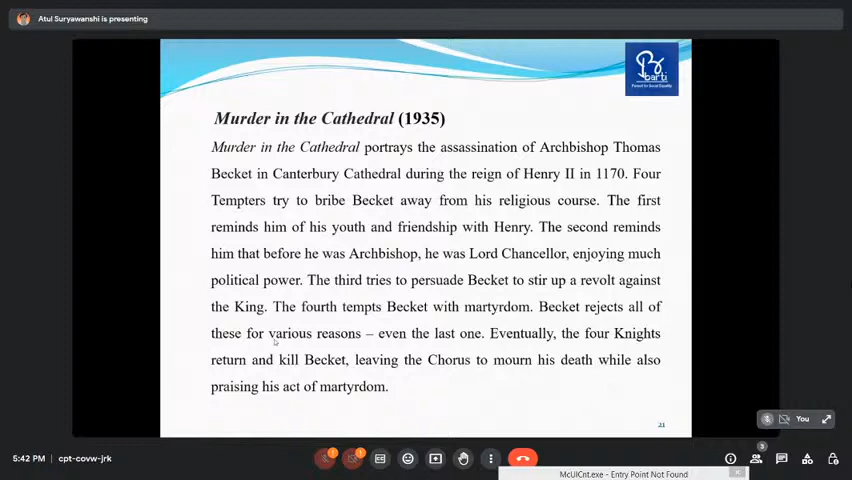 Atul Suryawanshi is presenting
barti
Murder in the Cathedral (1935)
Murder in the Cathedral portrays the assassination of Archbishop Thomas
Becket in Canterbury Cathedral during the reign of Henry II in 1170. Four
Tempters try to bribe Becket away from his religious course. The first
reminds him of his youth and friendship with Henry. The second reminds
him that before he was Archbishop, he was Lord Chancellor, enjoying much
political power. The third tries to persuade Becket to stir up a revolt against
the King. The fourth tempts Becket with martyrdom. Becket rejects all of
these for various reasons – even the last one. Eventually, the four Knights
return and kill Becket, leaving the Chorus to mourn his death while also
praising his act of martyrdom.
You
5:42 PM
cpt-covw-jrk
McUICnt.exe - Entry Point Not Found